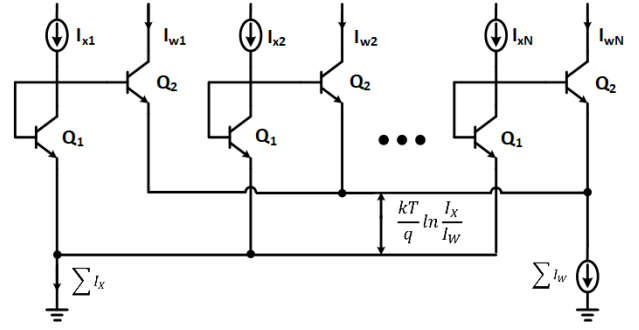 Ix1 Iw1 Ix2 Iw2 IxN IwN
Q2 Q2 Q2
Q1 Q1 Q1
kT/q ln IX/IW
∑ IX ∑ IW